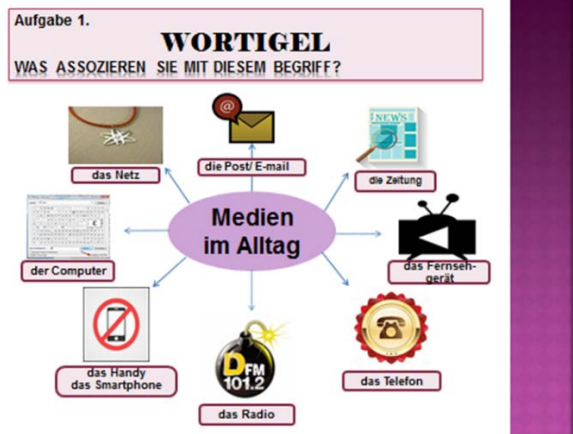 Aufgabe 1.
WORTIGEL
WAS ASSOZIEREN SIE MIT DIESEM BEGRIFF?
@
NEWS
die Post/ E-mail
das Netz
die Zeitung
Medien
im Alltag
der Computer
das Fernseh-
gerät
das Handy
das Smartphone
DFM
101.2
das Telefon
das Radio